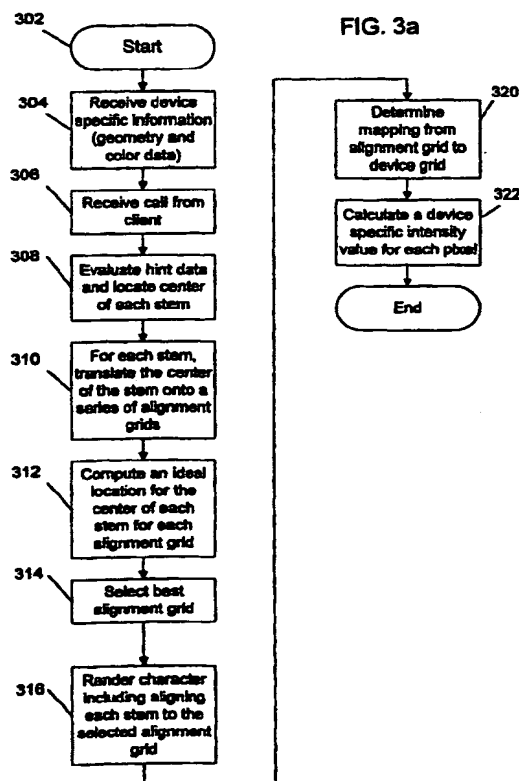 FIG. 3a
302
Start
304
Receive device
specific information
(geometry and
color data)
306
Receive call from
client
308
Evaluate hint data
and locate center
of each stem
310
For each stem,
translate the center
of the stem onto a
series of alignment
grids
312
Compute an ideal
location for the
center of each
stem for each
alignment grid
314
Select best
alignment grid
316
Render character
including aligning
each stem to the
selected alignment
grid
320
Determine
mapping from
alignment grid to
device grid
322
Calculate a device
specific intensity
value for each pixel
End